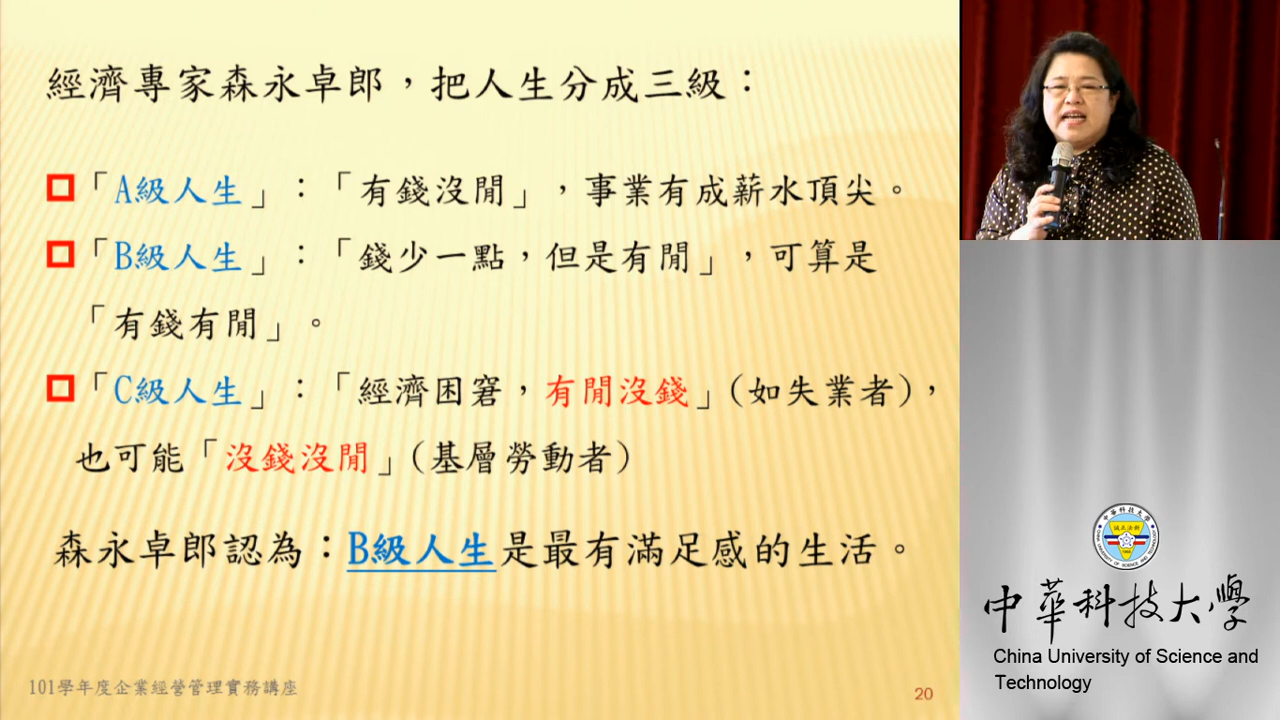 經濟專家森永卓郎，把人生分成三級：
「A級人生」：「有錢沒閒」，事業有成薪水頂尖。
「B級人生」：「錢少一點，但是有閒」，可算是
「有錢有閒」。
「C級人生」：「經濟困窘，有閒沒錢」(如失業者)，
也可能「沒錢沒閒」(基層勞動者)
森永卓郎認為：B級人生是最有滿足感的生活。
101學年度企業經營管理實務講座
20
中華科技大學
China University of Science and
Technology